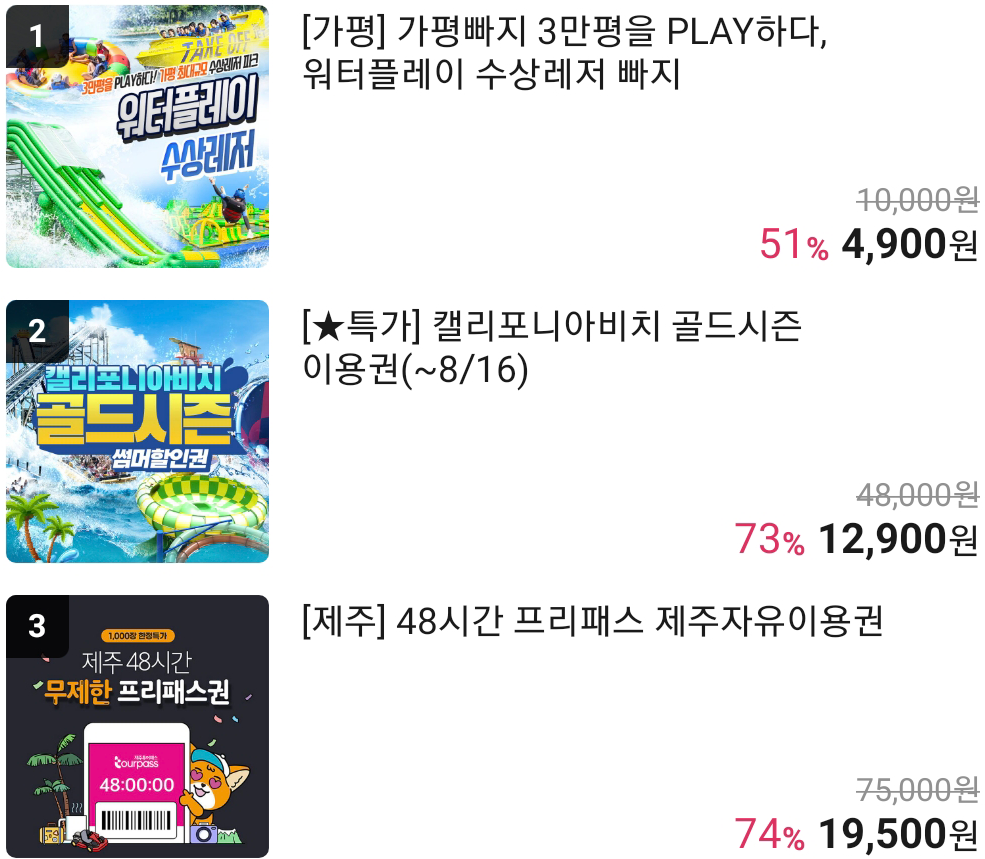 1
TAKE OFF
3만평을 PLAY하다! 가평 최대규모 수상레저 파크
워터플레이
수상레저
[가평] 가평빠지 3만평을 PLAY하다,
워터플레이 수상레저 빠지
10,000원
51% 4,900원
2
캘리포니아비치
골드시즌
썸머할인권
[★특가] 캘리포니아비치 골드시즌
이용권(~8/16)
48,000원
73% 12,900원
3
1,000장 한정특가
제주 48시간
무제한 프리패스권
tourpass
48:00:00
[제주] 48시간 프리패스 제주자유이용권
75,000원
74% 19,500원